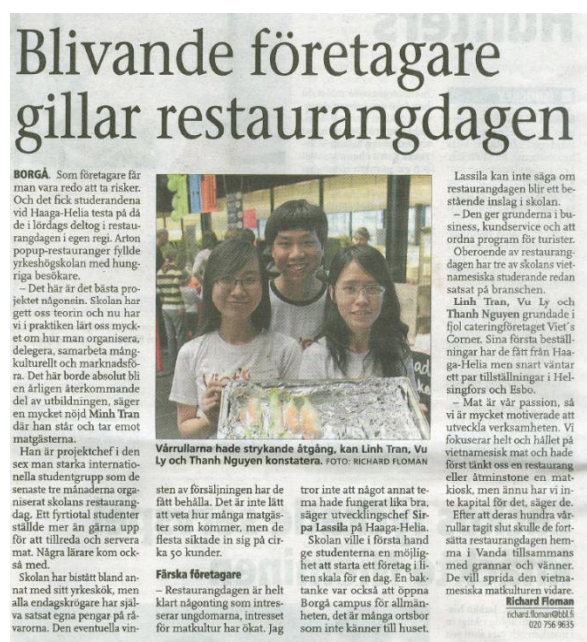 Blivande företagare
gillar restaurangdagen
BORGÅ. Som företagare får
man vara redo att ta risker.
Och det fick studerandena
vid Haaga-Helia testa på då
de i lördags deltog i restau-
rangdagen i egen regi. Arton
popup-restauranger fyllde
yrkeshögskolan med hung-
riga besökare.
– Det här är det bästa pro-
jektet någonsin. Skolan har
gett oss teorin och nu har
vi i praktiken lärt oss myck-
et om hur man organisera,
delegera, samarbeta mång-
kulturellt och marknadsfö-
ra. Det här borde absolut bli
en årligen återkommande
del av utbildningen, säger
en mycket nöjd Minh Tran
där han står och tar emot
matgästerna.
Han är projektchef i den
sex man starka internatio-
nella studentgrupp som de
senaste tre månaderna orga-
niserat skolans restaurang-
dag. Ett fyrtiotal studenter
ställde mer än gärna upp
för att tillreda och servera
mat. Några lärare kom ock-
så med.
Skolan har bistått bland an-
nat med sitt yrkeskök, men
alla endagskrögare har själ-
va satsat egna pengar på rå-
varorna. Den eventuella vin-
Vårrullarna hade strykande åtgång, kan Linh Tran, Vu
Ly och Thanh Nguyen konstatera. FOTO: RICHARD FLOMAN
sten av försäljningen har de
fått behålla. Det är inte lätt
att veta hur många matgäs-
ter som kommer, men de
flesta siktade in sig på cir-
ka 50 kunder.
Färska företagare
– Restaurangdagen är helt
klart någonting som intres-
serar ungdomarna, intresset
för matkultur har ökat. Jag
tror inte att något annat te-
ma hade fungerat lika bra,
säger utvecklingschef Sir-
pa Lassila på Haaga-Helia.
Skolan ville i första hand
ge studenterna en möjlig-
het att starta ett företag i li-
ten skala för en dag. En bak-
tanke var också att öppna
Borgå campus för allmän-
heten, det är många ortsbor
som inte känner till huset.
Lassila kan inte säga om
restaurangdagen blir ett be-
stående inslag i skolan.
– Den ger grunderna i bu-
siness, kundservice och att
ordna program för turister.
Oberoende av restaurang-
dagen har tre av skolans viet-
namesiska studerande redan
satsat på branschen.
Linh Tran, Vu Ly och
Thanh Nguyen grundade i
fjol cateringföretaget Viet´s
Corner. Sina första beställ-
ningar har de fått från Haa-
ga-Helia men snart väntar
ett par tillställningar i Hel-
singfors och Esbo.
– Mat är vår passion, så
vi är mycket motiverade att
utveckla verksamheten. Vi
fokuserar helt och hållet på
vietnamesisk mat och hade
först tänkt oss en restaurang
eller åtminstone en mat-
kiosk, men ännu har vi in-
te kapital för det, säger de.
Efter att deras hundra vår-
rullar tagit slut skulle de fort-
sätta restaurangdagen hem-
ma i Vanda tillsammans
med grannar och vänner.
De vill sprida den vietna-
mesiska matkulturen vidare.
Richard Floman
richard.floman@bbl.fi
020 756 9635